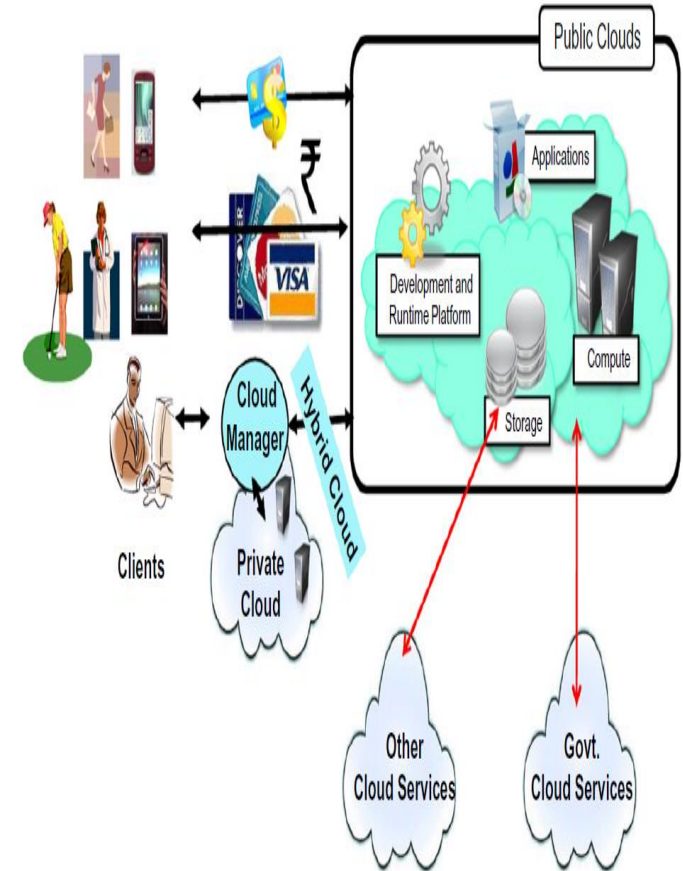 Public Clouds
Applications
₹
Development and
Runtime Platform
VISA
Compute
Storage
Cloud
Manager
Hybrid Cloud
Private
Cloud
Clients
Other
Cloud Services
Govt.
Cloud Services